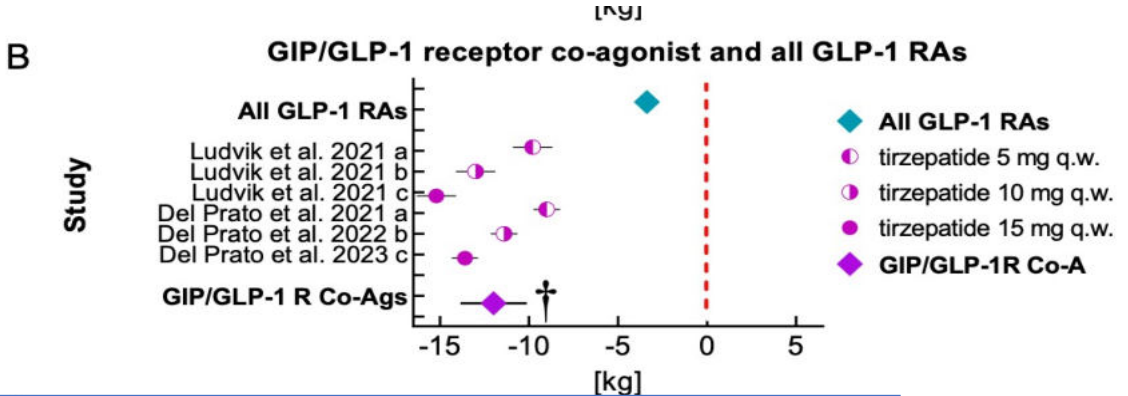 [kg]
B
GIP/GLP-1 receptor co-agonist and all GLP-1 RAs
Study
All GLP-1 RAs
Ludvik et al. 2021 a
Ludvik et al. 2021 b
Ludvik et al. 2021 c
Del Prato et al. 2021 a
Del Prato et al. 2022 b
Del Prato et al. 2023 c
GIP/GLP-1 R Co-Ags
†
-15 -10 -5 0 5
[kg]
All GLP-1 RAs
tirzepatide 5 mg q.w.
tirzepatide 10 mg q.w.
tirzepatide 15 mg q.w.
GIP/GLP-1R Co-A